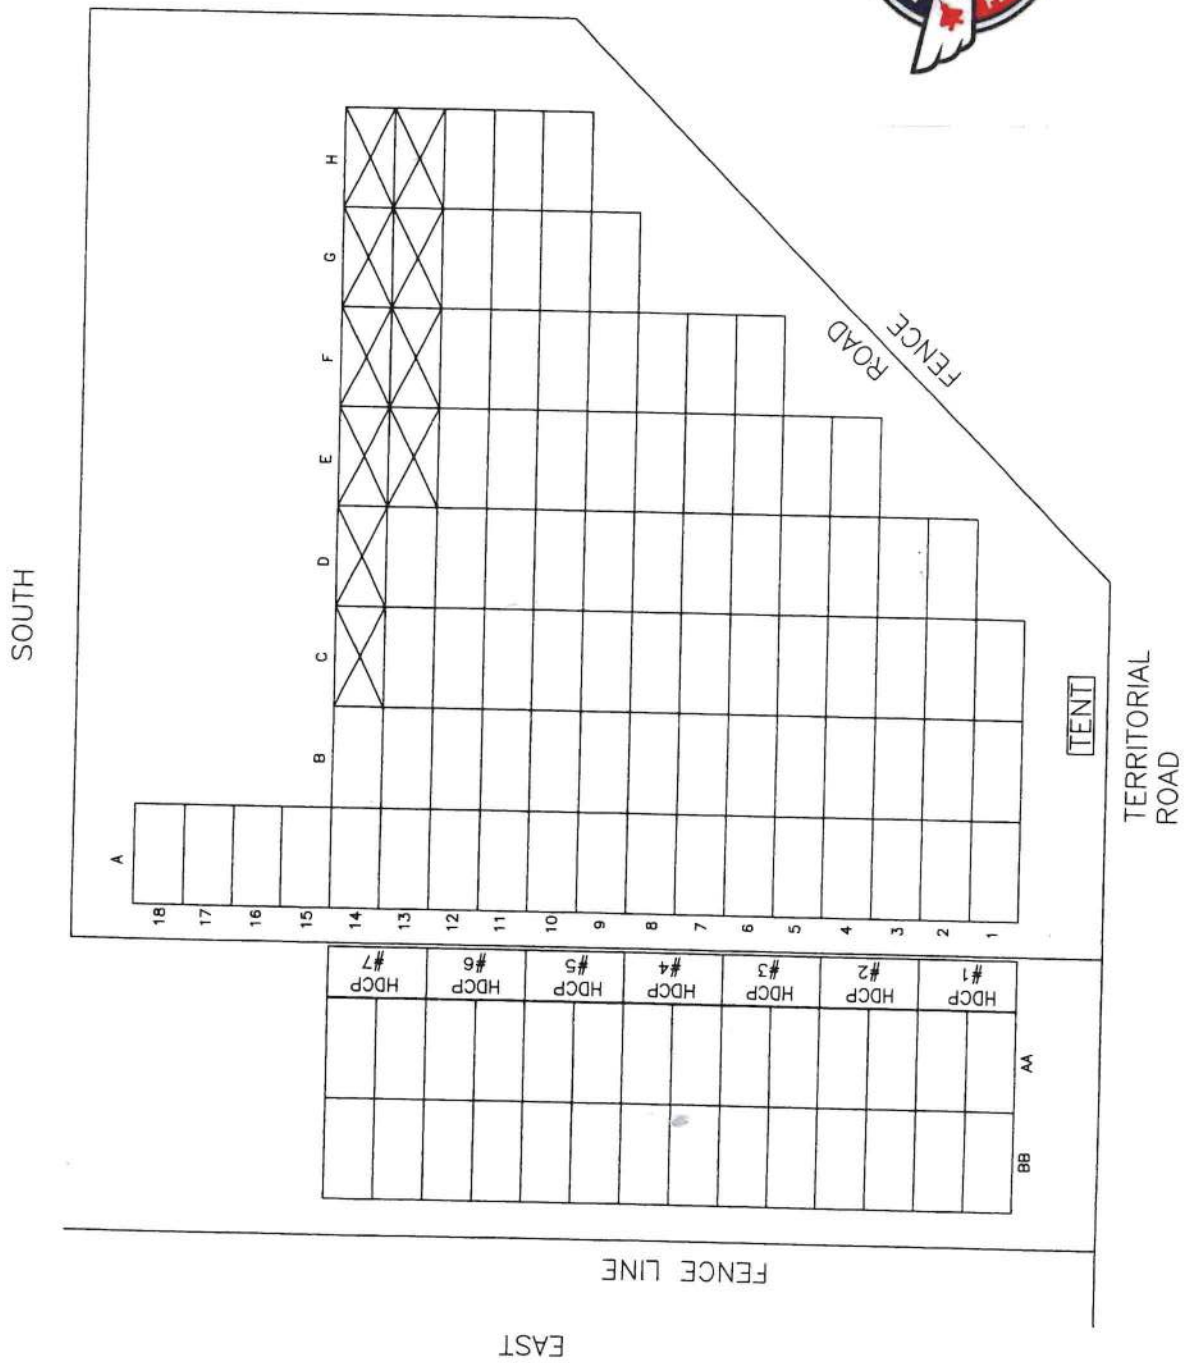 SOUTH
A
B
C
D
E
F
G
H
18
17
16
15
14
13
12
11
10
9
8
7
6
5
4
3
2
1
HDCP
#7
HDCP
#6
HDCP
#5
HDCP
#4
HDCP
#3
HDCP
#2
HDCP
#1
AA
BB
ROAD
FENCE
TENT
TERRITORIAL
ROAD
FENCE LINE
EAST